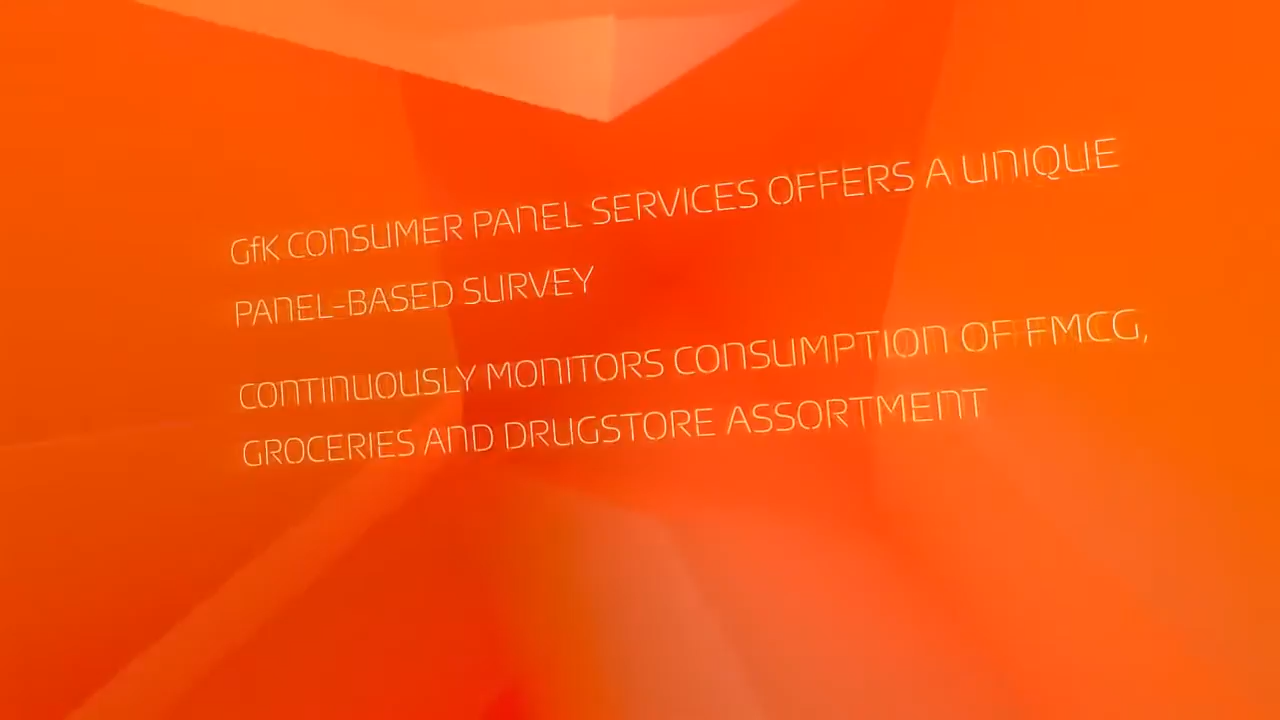 GfK CONSUMER PANEL SERVICES OFFERS A UNIQUE
PANEL-BASED SURVEY
CONTINUOUSLY MONITORS CONSUMPTION OF FMCG,
GROCERIES AND DRUGSTORE ASSORTMENT